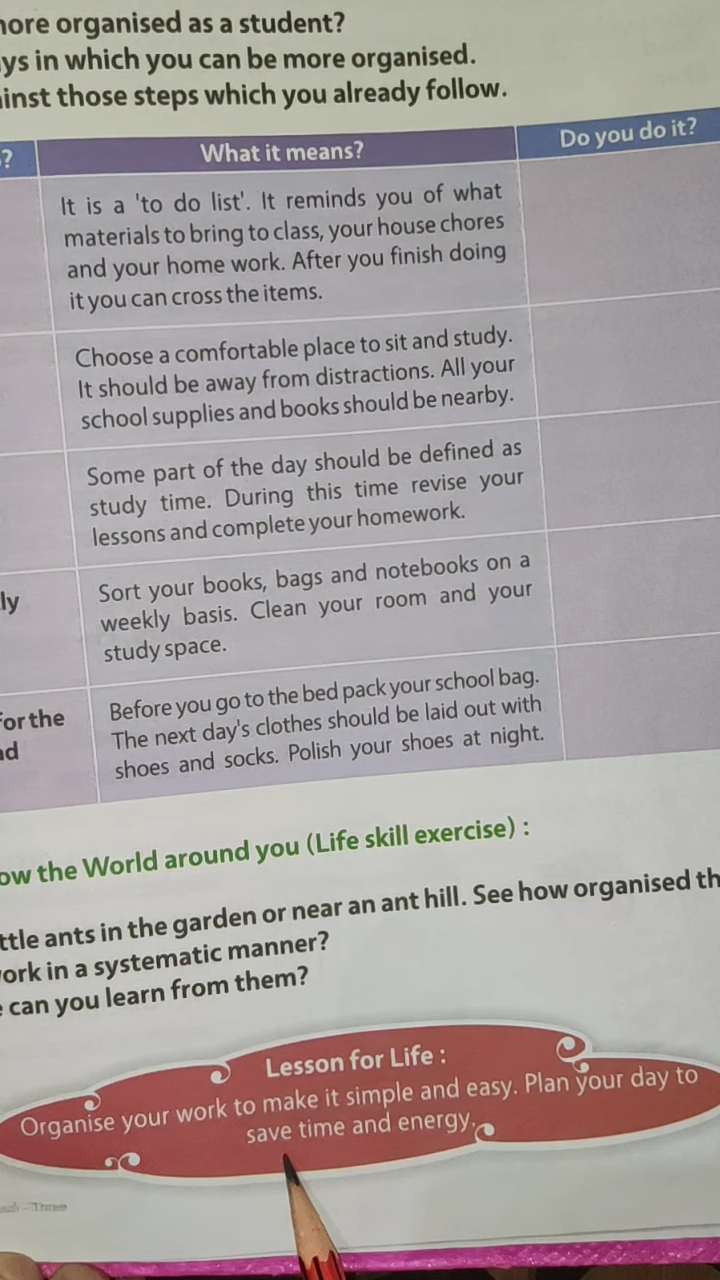 more organised as a student?
ys in which you can be more organised.
inst those steps which you already follow.
?
What it means?
Do you do it?
It is a 'to do list'. It reminds you of what
materials to bring to class, your house chores
and your home work. After you finish doing
it you can cross the items.
Choose a comfortable place to sit and study.
It should be away from distractions. All your
school supplies and books should be nearby.
Some part of the day should be defined as
study time. During this time revise your
lessons and complete your homework.
ly
Sort your books, bags and notebooks on a
weekly basis. Clean your room and your
study space.
for the
d
Before you go to the bed pack your school bag.
The next day's clothes should be laid out with
shoes and socks. Polish your shoes at night.
ow the World around you (Life skill exercise) :
ttle ants in the garden or near an ant hill. See how organised th
ork in a systematic manner?
can you learn from them?
Lesson for Life :
Organise your work to make it simple and easy. Plan your day to
save time and energy.
Three